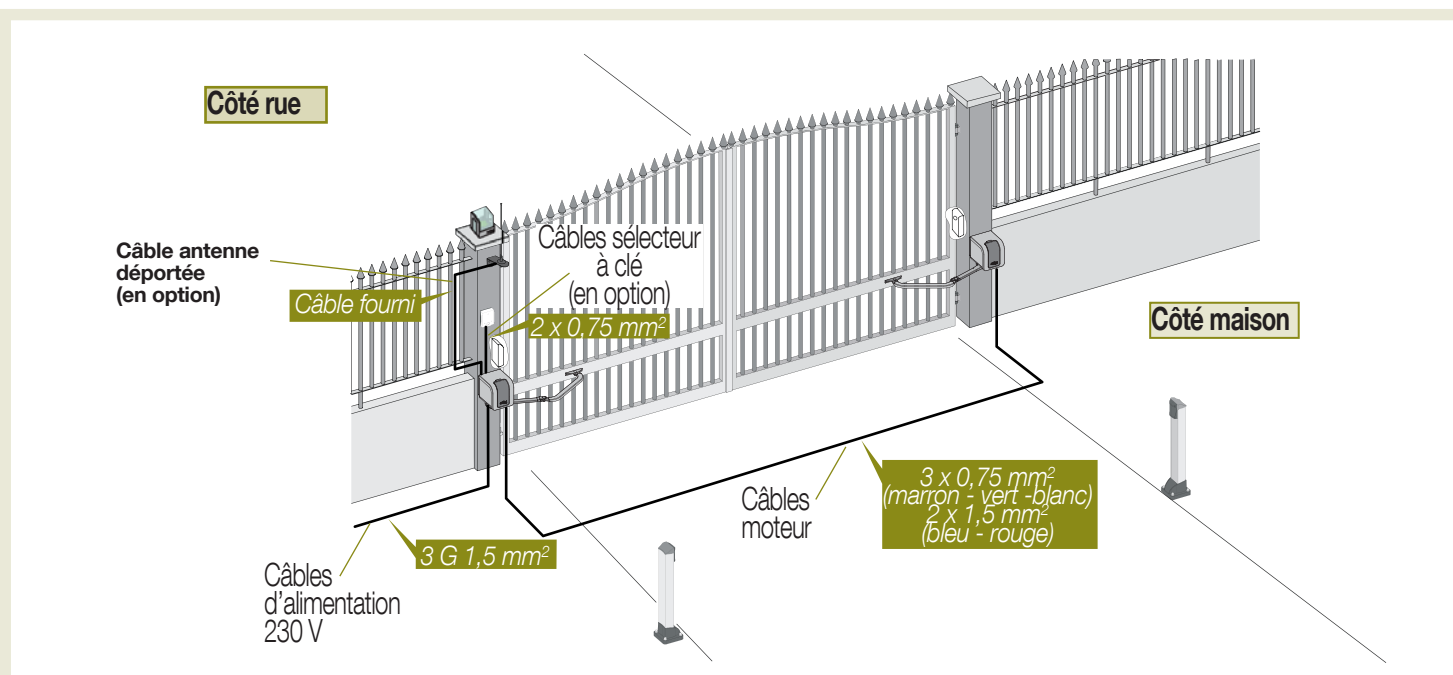 Côté rue
Câble antenne
déportée
(en option)
Câble fourni
Câbles sélecteur
à clé
(en option)
2 x 0,75 mm²
Côté maison
3 x 0,75 mm²
(marron - vert -blanc)
2 x 1,5 mm²
(bleu - rouge)
Câbles
moteur
3 G 1,5 mm²
Câbles
d'alimentation
230 V